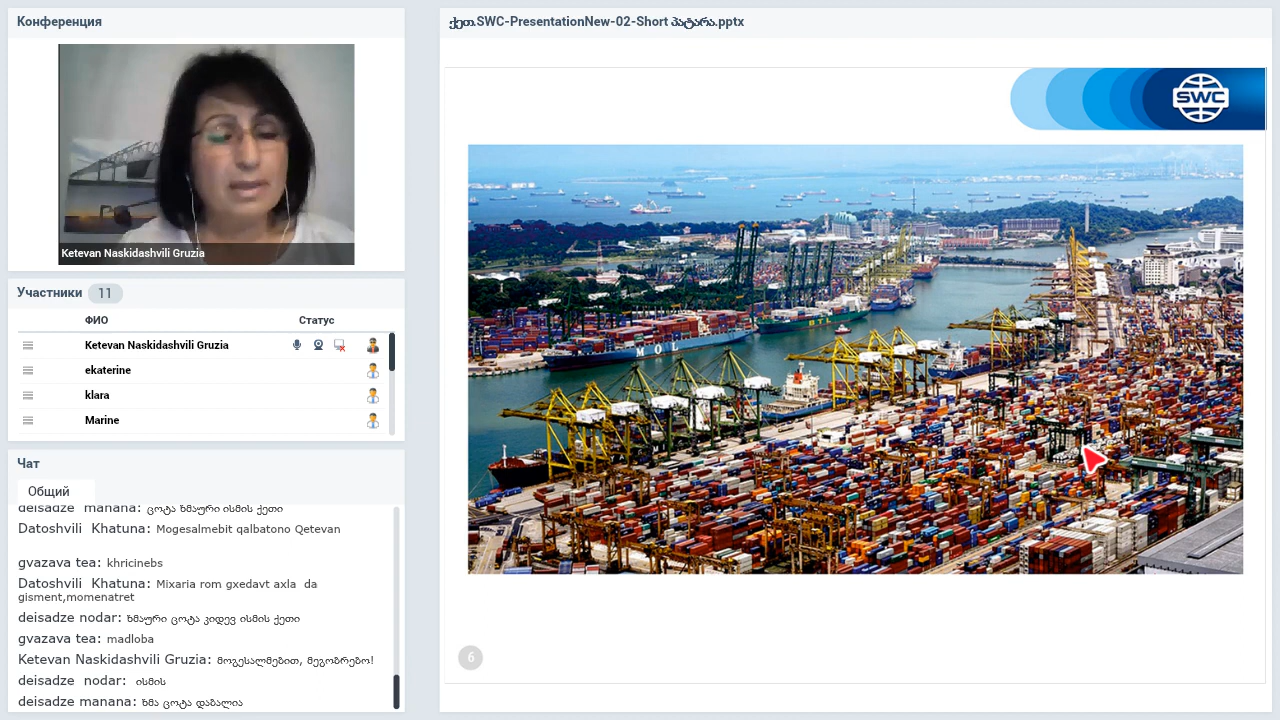 Конференция
Ketevan Naskidashvili Gruzia
Участники 11
ФИО Статус
Ketevan Naskidashvili Gruzia
ekaterine
klara
Marine
Чат
Общий
deisadze manana: ცოტა ხმაური ისმის ქეთი
Datoshvili Khatuna: Mogesalmebit qalbatono Qetevan
gvazava tea: khricinebs
Datoshvili Khatuna: Mixaria rom gxedavt axla da
gisment,momenatret
deisadze nodar: ხმაური ცოტა კიდევ ისმის ქეთი
gvazava tea: madloba
Ketevan Naskidashvili Gruzia: მოგესალმებით, მეგობრებო!
deisadze nodar: ისმის
deisadze manana: ხმა ცოტა დაბალია
ქეთ.SWC-PresentationNew-02-Short პატარა.pptx
SWC
MOL
6